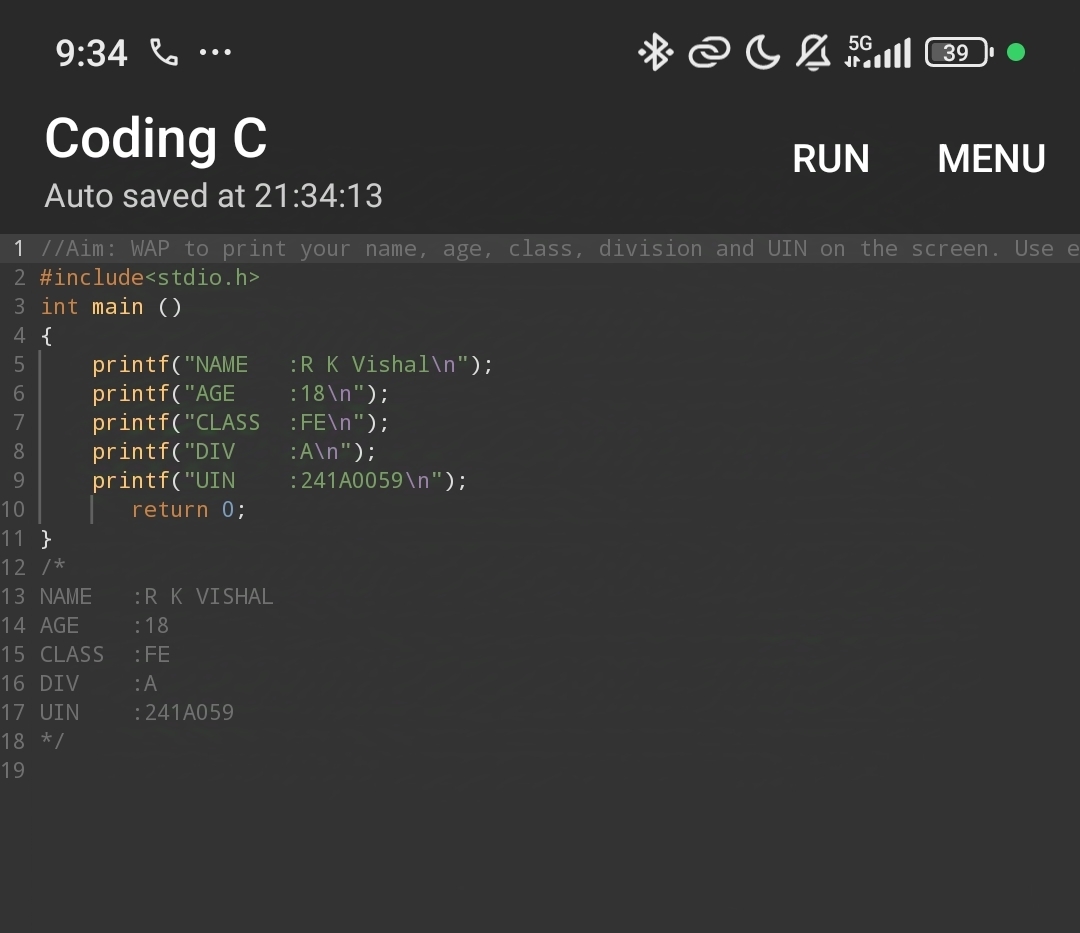 9:34 ... 5G 39
Coding C
RUN MENU
Auto saved at 21:34:13
1 //Aim: WAP to print your name, age, class, division and UIN on the screen. Use e
2 #include<stdio.h>
3 int main ()
4 {
5     printf("NAME   :R K Vishal\n");
6     printf("AGE    :18\n");
7     printf("CLASS  :FE\n");
8     printf("DIV    :A\n");
9     printf("UIN    :241A0059\n");
10        return 0;
11 }
12 /*
13 NAME   :R K VISHAL
14 AGE    :18
15 CLASS  :FE
16 DIV    :A
17 UIN    :241A059
18 */
19